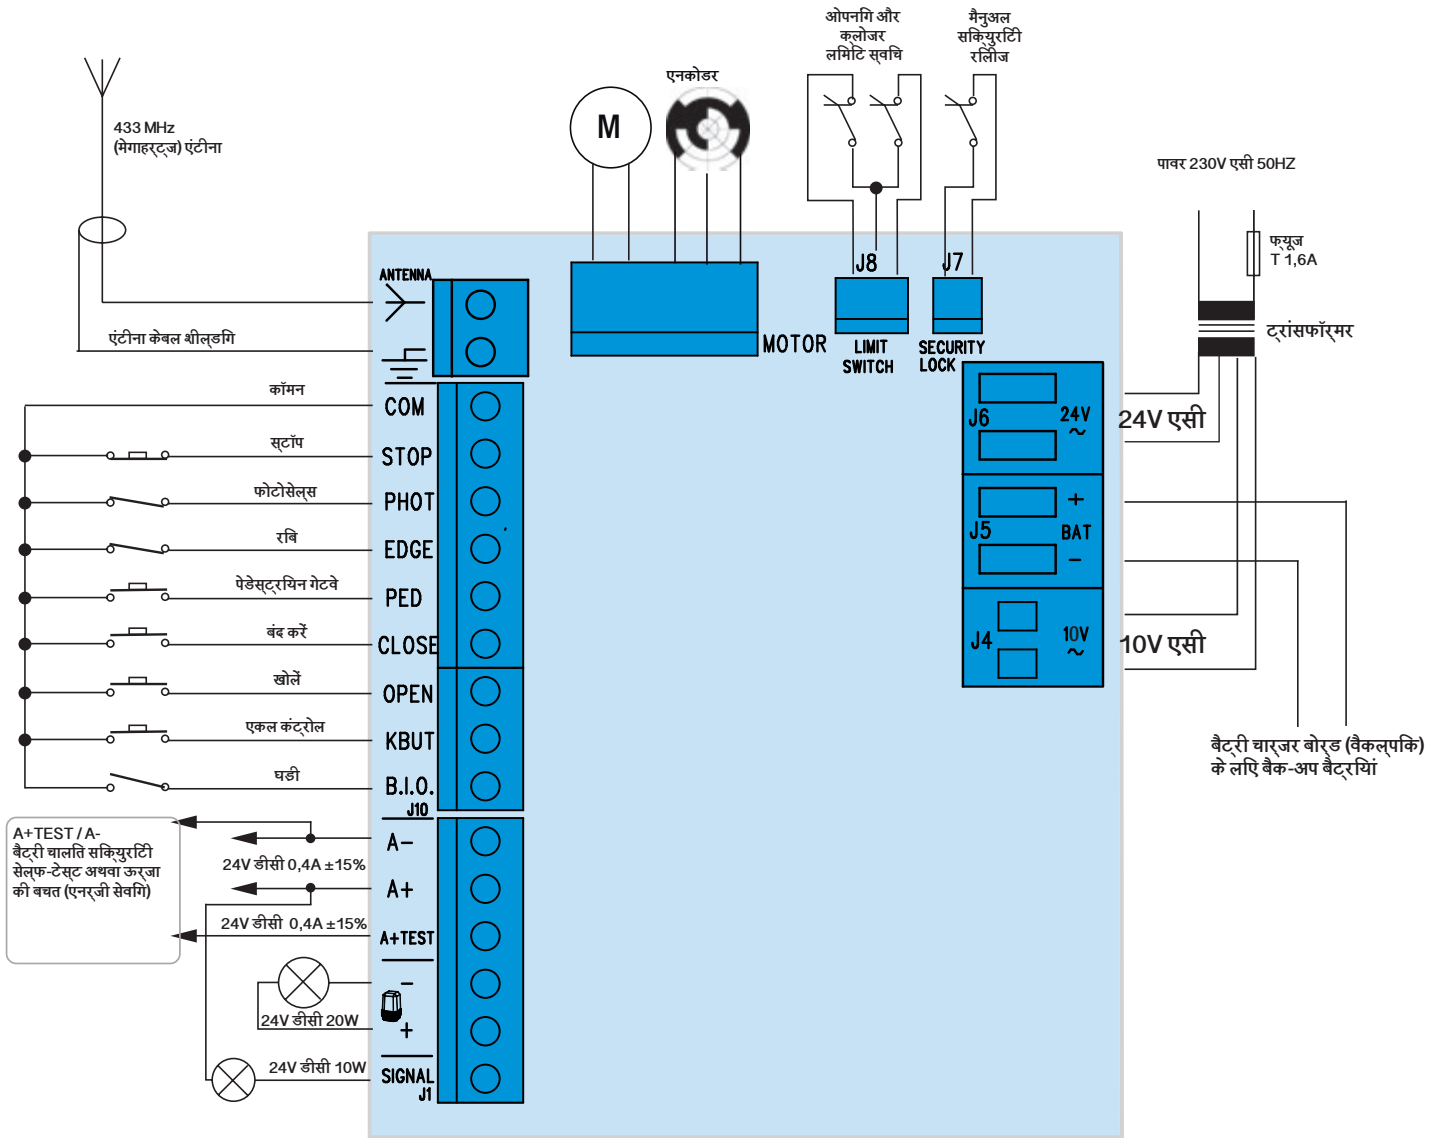 ओपनगि और
क्लोजर
लमिटि स्वचि
मैनुअल
सक्यिुरटिी
रलिीज
एनकोडर
M
433 MHz
(मेगाहर्ट्ज) एंटीना
पावर 230V एसी 50HZ
फ्यूज
T 1,6A
ट्रांसफॉर्मर
ANTENNA
एंटीना केबल शील्डगि
J8
J7
MOTOR
LIMIT
SWITCH
SECURITY
LOCK
कॉमन
COM
स्टॉप
STOP
फोटोसेल्स
PHOT
रबि
EDGE
पेडेस्ट्रयिन गेटवे
PED
बंद करें
CLOSE
खोलें
OPEN
एकल कंट्रोल
KBUT
घडी
B.I.O.
J10
J6
24V
~
24V एसी
+
J5
BAT
-
J4
10V
~
10V एसी
बैट्री चार्जर बोर्ड (वैकल्पकि)
के लएि बैक-अप बैट्रयिां
A+TEST / A-
बैट्री चालति सक्यिुरटिी
सेल्फ-टेस्ट अथवा ऊर्जा
की बचत (एनर्जी सेवगि)
A-
24V डीसी 0,4A ±15%
A+
24V डीसी 0,4A ±15%
A+TEST
-
24V डीसी 20W
+
24V डीसी 10W
SIGNAL
J1